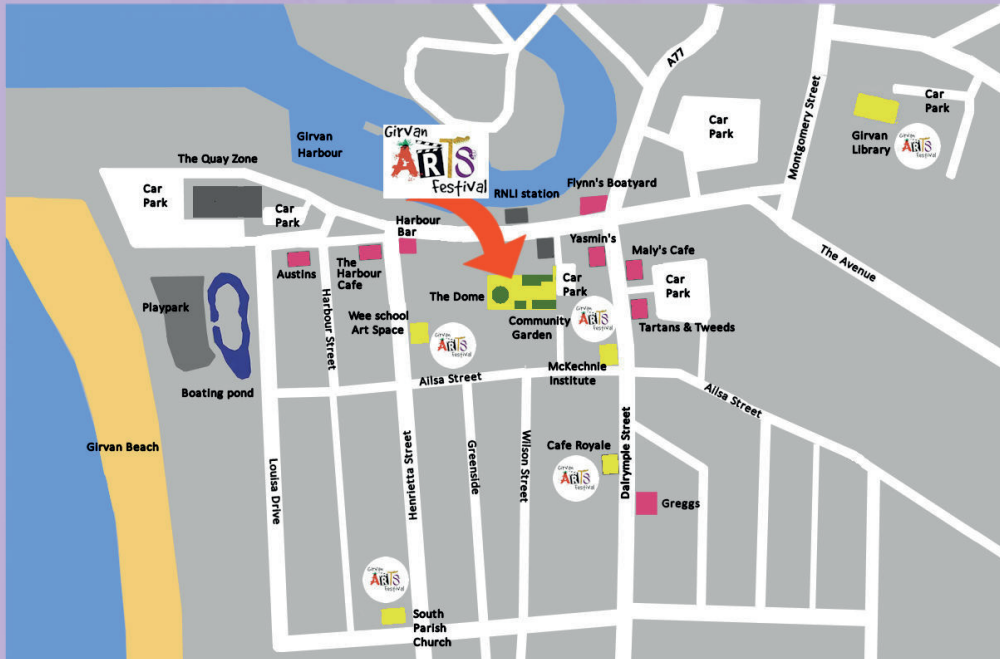 A77
Montgomery Street
Car
Park
Car
Park
Girvan
Library
Girvan
ARTS
Festival
Girvan
Harbour
Girvan
ARTS
Festival
The Quay Zone
Car
Park
Car
Park
RNLI station
Flynn's Boatyard
Harbour
Bar
Yasmin's
Maly's Cafe
The Avenue
Austins
The
Harbour
Cafe
Car
Park
Car
Park
Playpark
Harbour Street
The Dome
Wee school
Art Space
Girvan
ARTS
Festival
Community
Garden
Girvan
ARTS
Festival
Tartans & Tweeds
McKechnie
Institute
Boating pond
Ailsa Street
Ailsa Street
Girvan Beach
Louisa Drive
Henrietta Street
Greenside
Wilson Street
Cafe Royale
Girvan
ARTS
Festival
Dalrymple Street
Greggs
Girvan
ARTS
Festival
South
Parish
Church